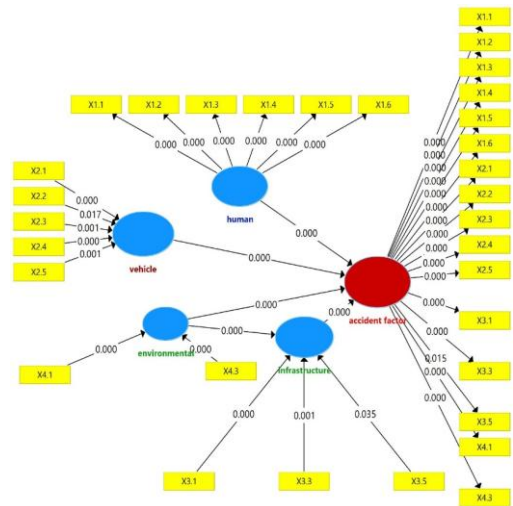 X1.1
X1.2
X1.3
X1.4
X1.5
X1.6
X2.1
X2.2
X2.3
X2.4
X2.5
X3.1
X3.3
X3.5
X4.1
X4.3
0.000
0.000
0.000
0.000
0.000
0.000
0.000
0.000
0.000
0.000
0.000
0.000
0.000
0.015
0.000
0.000
X1.1 X1.2 X1.3 X1.4 X1.5 X1.6
0.000 0.000 0.000 0.000 0.000 0.000
human
0.000
X2.1
X2.2
X2.3
X2.4
X2.5
0.000
0.017
0.001
0.000
0.001
vehicle
0.000
accident factor
0.000
0.000
0.000
environmental
infrastructure
0.000
0.000
X4.1
X4.3
0.000
0.001
0.035
X3.1
X3.3
X3.5